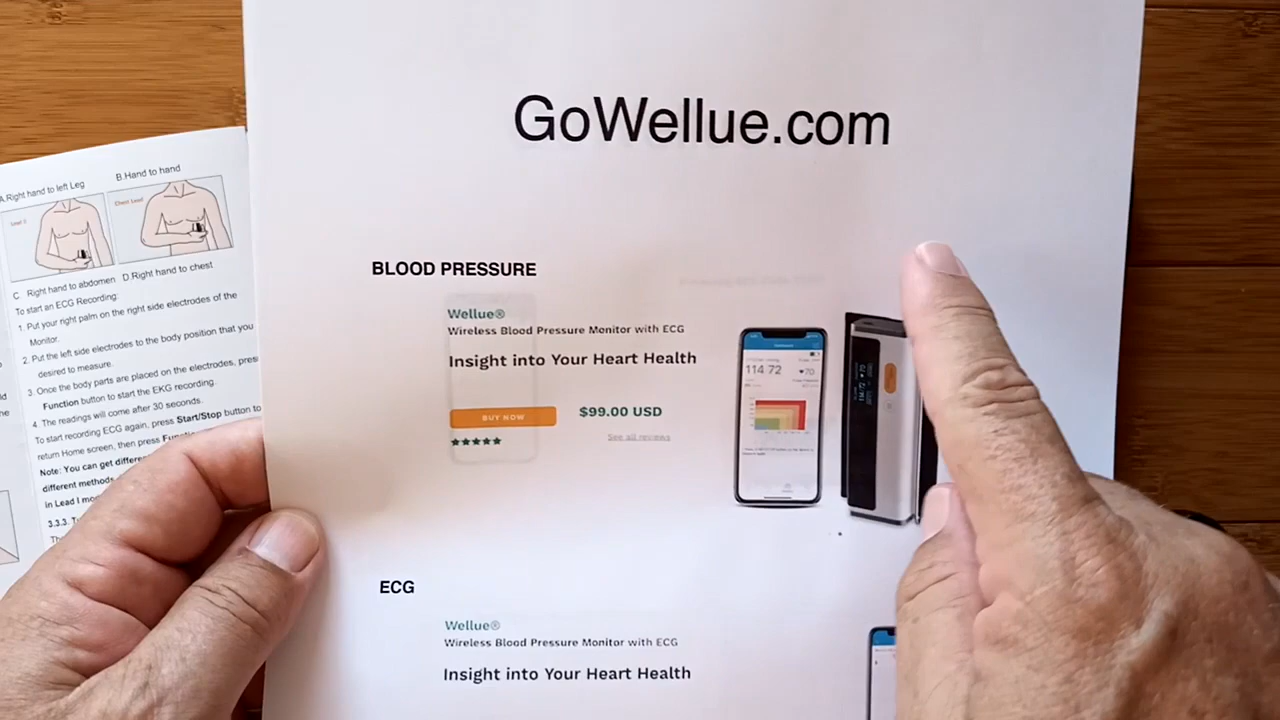 GoWellue.com
BLOOD PRESSURE
Wellue®
Wireless Blood Pressure Monitor with ECG
Insight into Your Heart Health
BUY NOW
$99.00 USD
See all reviews
114 72
70
ECG
Wellue®
Wireless Blood Pressure Monitor with ECG
Insight into Your Heart Health
A.Right hand to left Leg
B.Hand to hand
Chest Lead
C Right hand to abdomen D.Right hand to chest
To start an ECG Recording:
1. Put your right palm on the right side electrodes of the
Monitor.
2. Put the left side electrodes to the body position that you
desired to measure.
3. Once the body parts are placed on the electrodes, press
Function button to start the EKG recording.
4. The readings will come after 30 seconds.
To start recording ECG again, press Start/Stop button to
return Home screen, then press
Note: You can get
different methods
in Lead I
3.3.3.